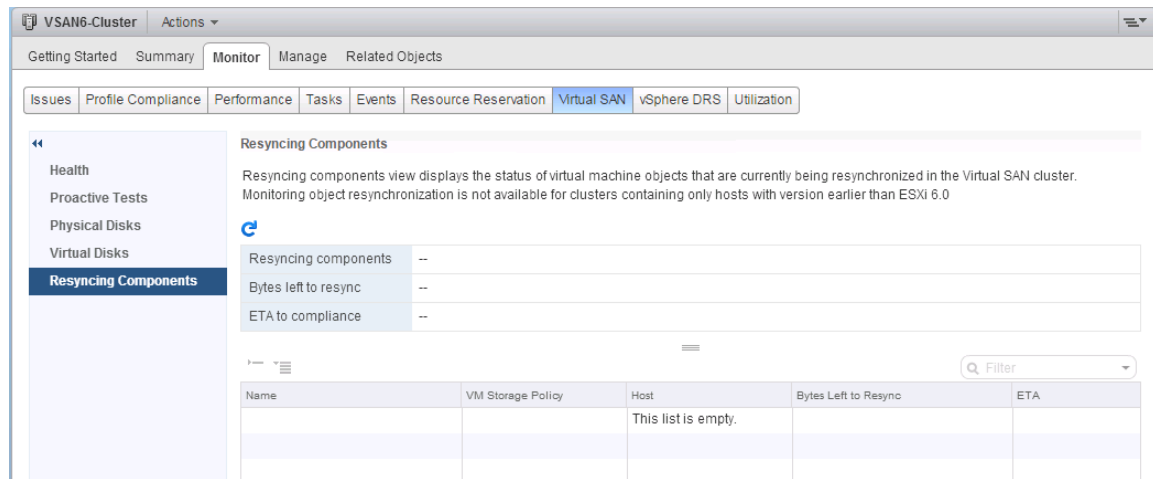 VSAN6-Cluster Actions
Getting Started Summary Monitor Manage Related Objects
Issues Profile Compliance Performance Tasks Events Resource Reservation Virtual SAN vSphere DRS Utilization
Health
Proactive Tests
Physical Disks
Virtual Disks
Resyncing Components
Resyncing Components
Resyncing components view displays the status of virtual machine objects that are currently being resynchronized in the Virtual SAN cluster.
Monitoring object resynchronization is not available for clusters containing only hosts with version earlier than ESXi 6.0
Resyncing components --
Bytes left to resync --
ETA to compliance --
Filter
Name VM Storage Policy Host Bytes Left to Resync ETA
This list is empty.